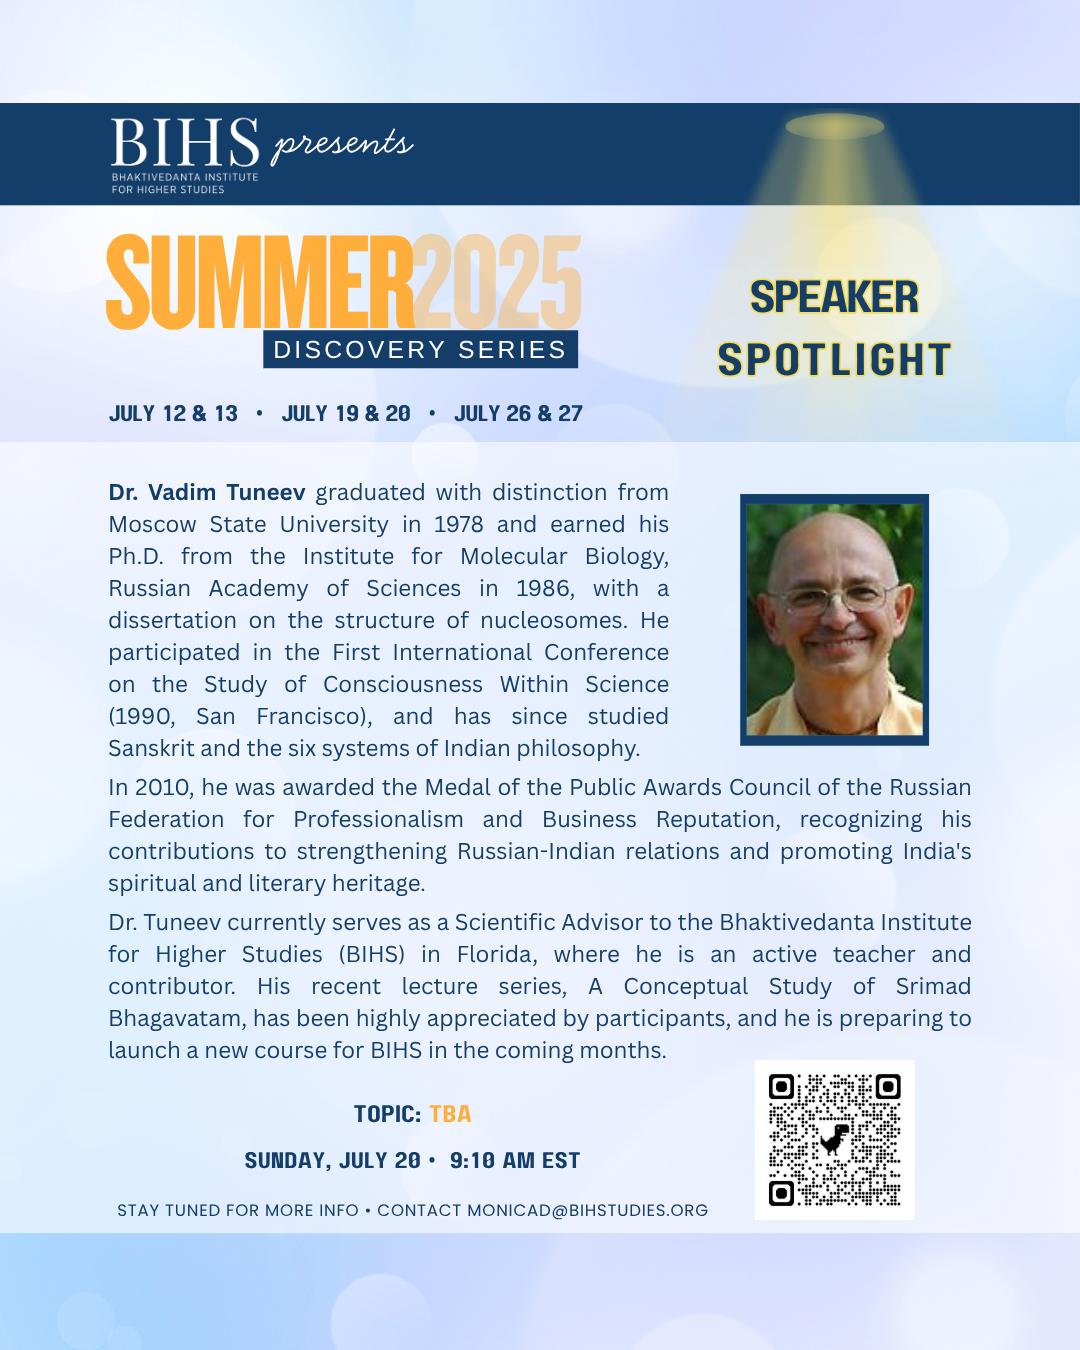 BIHS presents
BHAKTIVEDANTA INSTITUTE
FOR HIGHER STUDIES
SUMMER2025
DISCOVERY SERIES
JULY 12 & 13 • JULY 19 & 20 • JULY 26 & 27
SPEAKER
SPOTLIGHT
Dr. Vadim Tuneev graduated with distinction from
Moscow State University in 1978 and earned his
Ph.D. from the Institute for Molecular Biology,
Russian Academy of Sciences in 1986, with a
dissertation on the structure of nucleosomes. He
participated in the First International Conference
on the Study of Consciousness Within Science
(1990, San Francisco), and has since studied
Sanskrit and the six systems of Indian philosophy.
In 2010, he was awarded the Medal of the Public Awards Council of the Russian
Federation for Professionalism and Business Reputation, recognizing his
contributions to strengthening Russian-Indian relations and promoting India's
spiritual and literary heritage.
Dr. Tuneev currently serves as a Scientific Advisor to the Bhaktivedanta Institute
for Higher Studies (BIHS) in Florida, where he is an active teacher and
contributor. His recent lecture series, A Conceptual Study of Srimad
Bhagavatam, has been highly appreciated by participants, and he is preparing to
launch a new course for BIHS in the coming months.
TOPIC: TBA
SUNDAY, JULY 20 • 9:10 AM EST
STAY TUNED FOR MORE INFO • CONTACT MONICAD@BIHSTUDIES.ORG